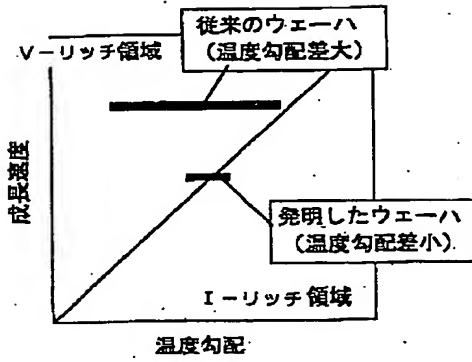 従来のウェーハ
（温度勾配差大）
V－リッチ領域
成長速度
発明したウェーハ
（温度勾配差小）
I－リッチ領域
温度勾配